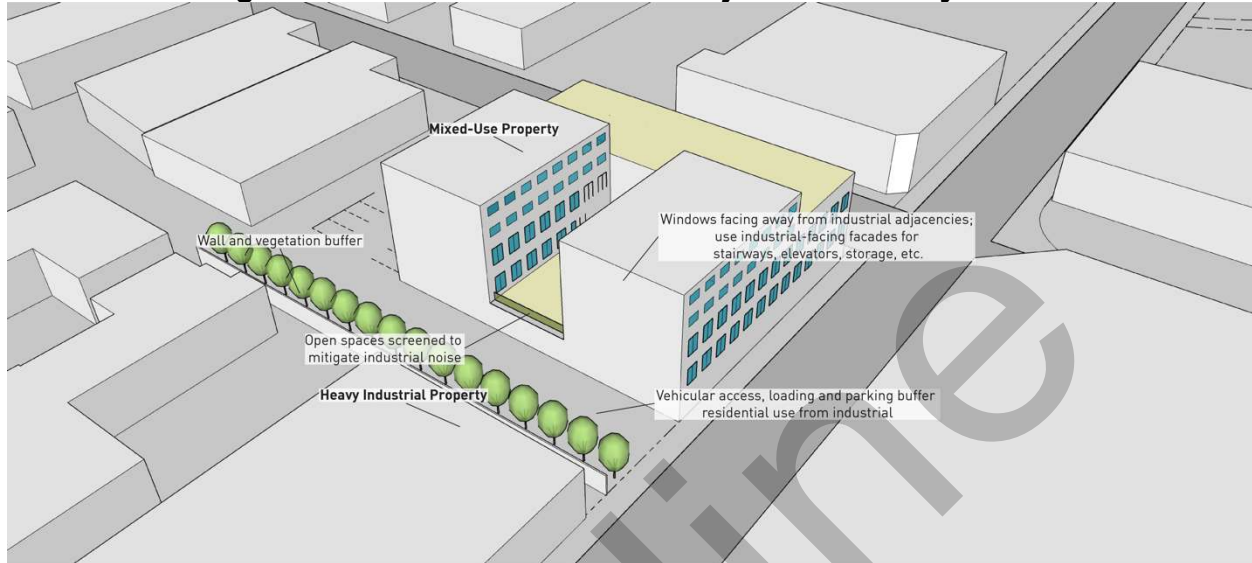 Mixed-Use Property
Windows facing away from industrial adjacencies;
use industrial-facing facades for
stairways, elevators, storage, etc.
Wall and vegetation buffer
Open spaces screened to
mitigate industrial noise
Heavy Industrial Property
Vehicular access, loading and parking buffer
residential use from industrial
line